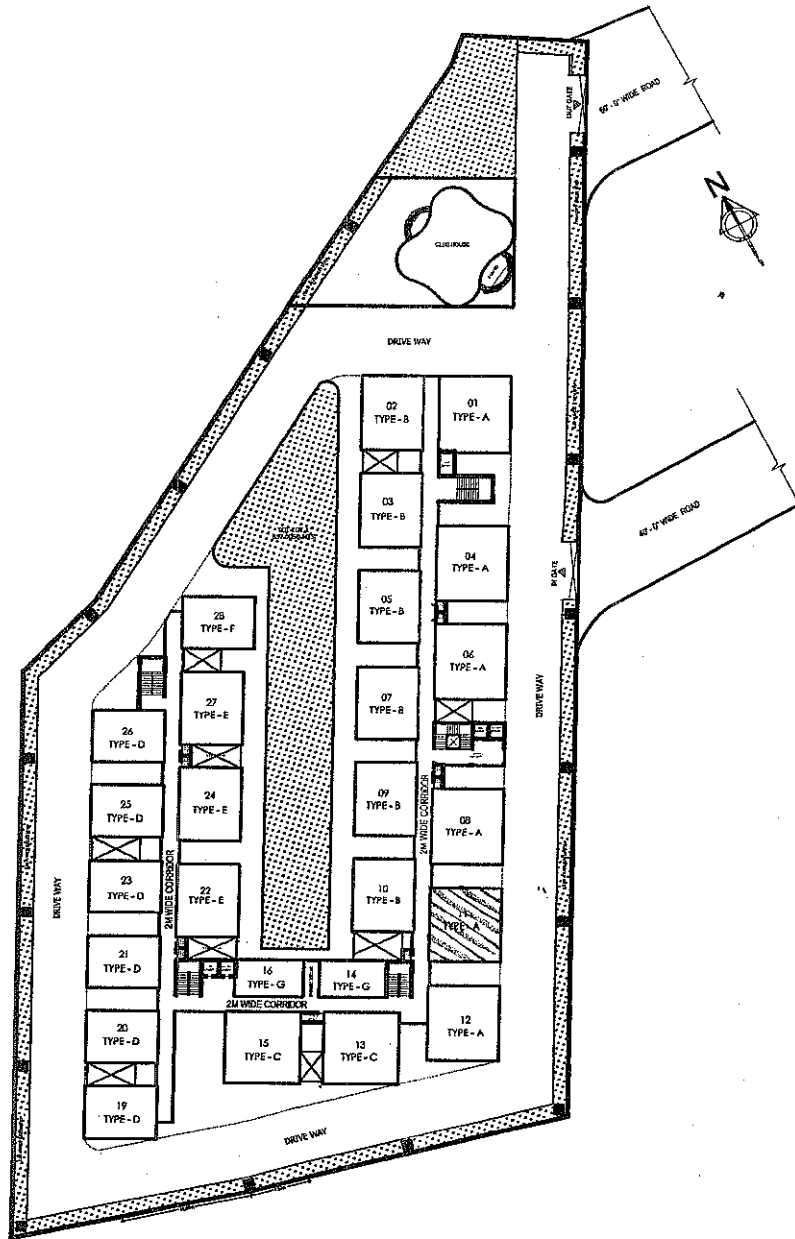 60'-0" WIDE ROAD
OUT GATE
N
CLUB HOUSE
DRIVE WAY
02
TYPE-B
01
TYPE-A
03
TYPE-B
40'-0" WIDE ROAD
04
TYPE-A
IN GATE
05
TYPE-B
28
TYPE-F
06
TYPE-A
27
TYPE-E
07
TYPE-B
DRIVE WAY
26
TYPE-D
24
TYPE-E
09
TYPE-B
2M WIDE CORRIDOR
08
TYPE-A
25
TYPE-D
23
TYPE-D
DRIVE WAY
2M WIDE CORRIDOR
22
TYPE-E
10
TYPE-B
TYPE-A
21
TYPE-D
16
TYPE-G
14
TYPE-G
2M WIDE CORRIDOR
20
TYPE-D
15
TYPE-C
13
TYPE-C
12
TYPE-A
19
TYPE-D
DRIVE WAY